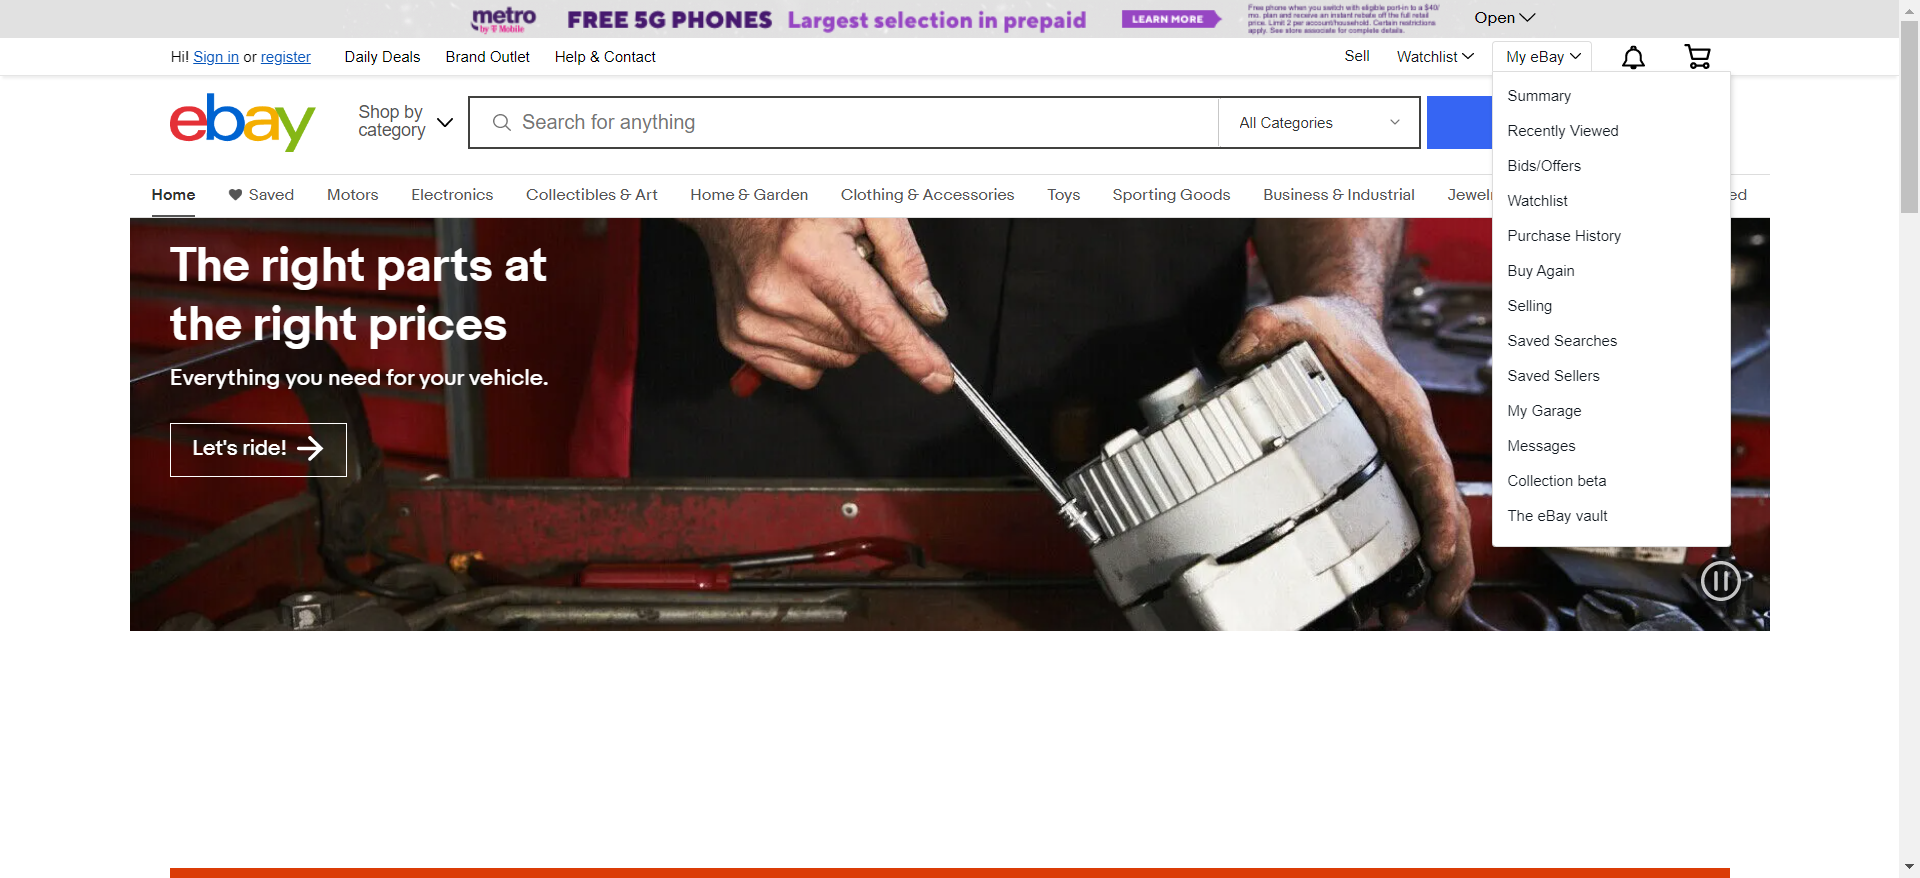 metro
by T Mobile
FREE 5G PHONES Largest selection in prepaid
LEARN MORE
Free phone when you switch with eligible port-in to a $40/
mo. plan and receive an instant rebate off the full retail
price. Limit 2 per account/household. Certain restrictions
apply. See store associate for complete details.
Open
Hi! Sign in or register
Daily Deals
Brand Outlet
Help & Contact
Sell
Watchlist
My eBay
ebay
Shop by
category
Search for anything
All Categories
Summary
Recently Viewed
Bids/Offers
Watchlist
Purchase History
Buy Again
Selling
Saved Searches
Saved Sellers
My Garage
Messages
Collection beta
The eBay vault
Home
Saved
Motors
Electronics
Collectibles & Art
Home & Garden
Clothing & Accessories
Toys
Sporting Goods
Business & Industrial
Jewel
ed
The right parts at
the right prices
Everything you need for your vehicle.
Let's ride!